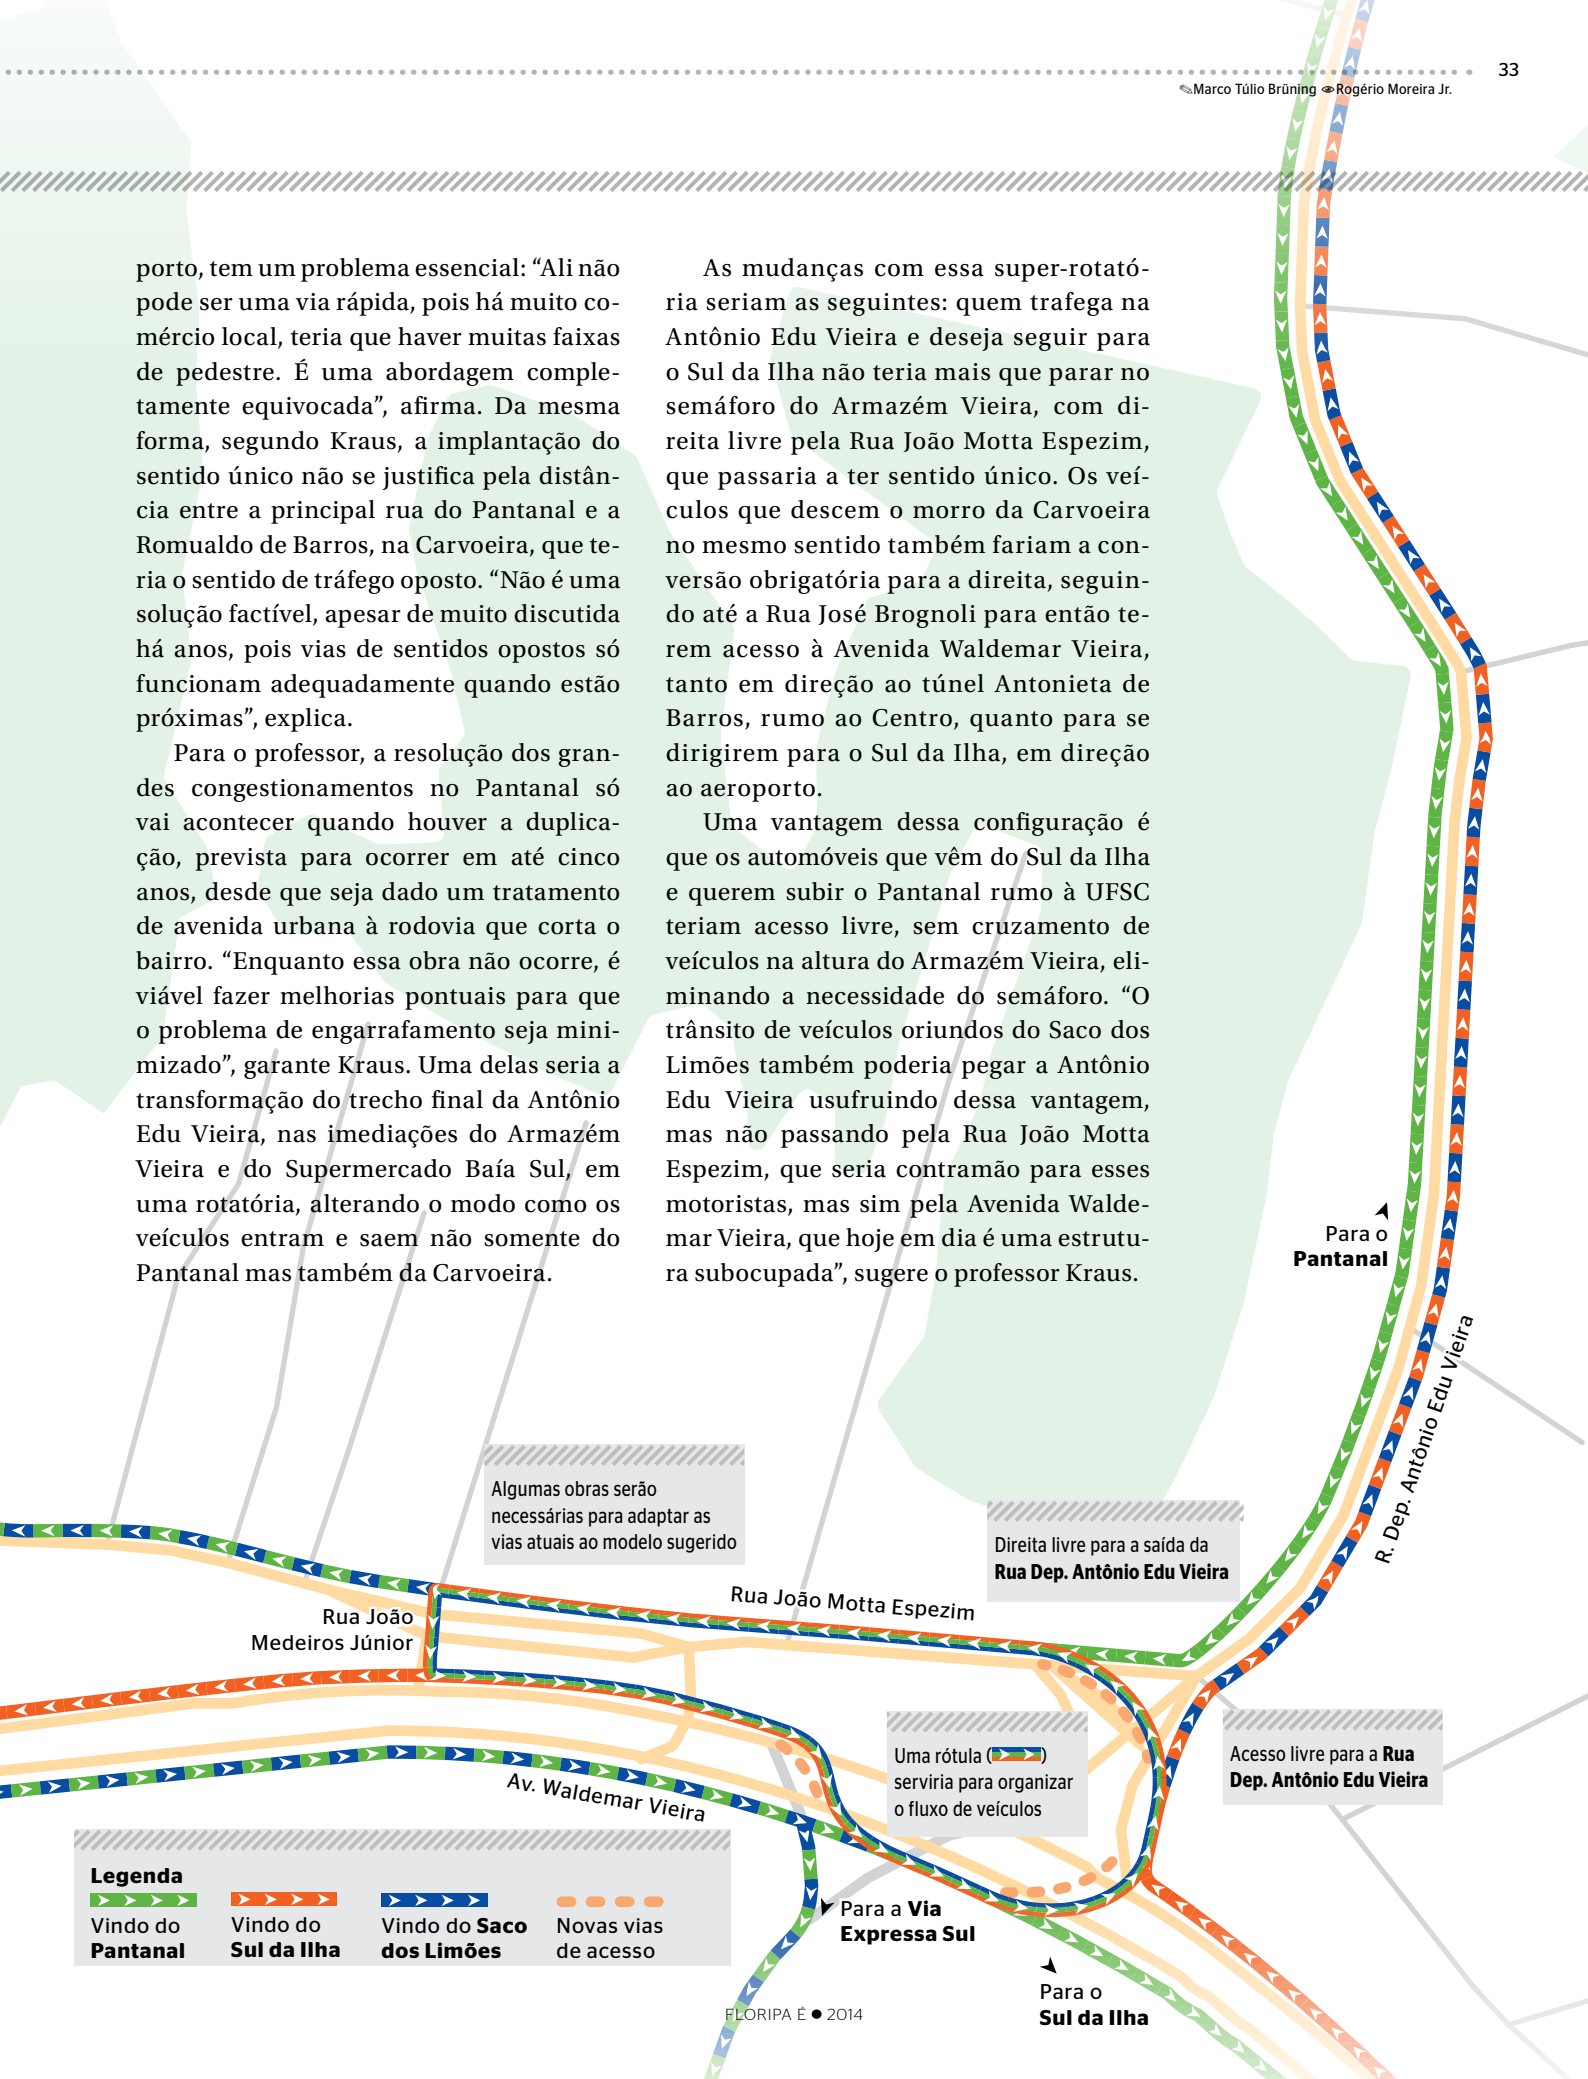 33
Marco Túlio Brüning Rogério Moreira Jr.
porto, tem um problema essencial: “Ali não
pode ser uma via rápida, pois há muito co-
mércio local, teria que haver muitas faixas
de pedestre. É uma abordagem comple-
tamente equivocada”, afirma. Da mesma
forma, segundo Kraus, a implantação do
sentido único não se justifica pela distân-
cia entre a principal rua do Pantanal e a
Romualdo de Barros, na Carvoeira, que te-
ria o sentido de tráfego oposto. “Não é uma
solução factível, apesar de muito discutida
há anos, pois vias de sentidos opostos só
funcionam adequadamente quando estão
próximas”, explica.
Para o professor, a resolução dos gran-
des congestionamentos no Pantanal só
vai acontecer quando houver a duplica-
ção, prevista para ocorrer em até cinco
anos, desde que seja dado um tratamento
de avenida urbana à rodovia que corta o
bairro. “Enquanto essa obra não ocorre, é
viável fazer melhorias pontuais para que
o problema de engarrafamento seja mini-
mizado”, garante Kraus. Uma delas seria a
transformação do trecho final da Antônio
Edu Vieira, nas imediações do Armazém
Vieira e do Supermercado Baía Sul, em
uma rotatória, alterando o modo como os
veículos entram e saem não somente do
Pantanal mas também da Carvoeira.
As mudanças com essa super-rotató-
ria seriam as seguintes: quem trafega na
Antônio Edu Vieira e deseja seguir para
o Sul da Ilha não teria mais que parar no
semáforo do Armazém Vieira, com di-
reita livre pela Rua João Motta Espezim,
que passaria a ter sentido único. Os veí-
culos que descem o morro da Carvoeira
no mesmo sentido também fariam a con-
versão obrigatória para a direita, seguin-
do até a Rua José Brognoli para então te-
rem acesso à Avenida Waldemar Vieira,
tanto em direção ao túnel Antonieta de
Barros, rumo ao Centro, quanto para se
dirigirem para o Sul da Ilha, em direção
ao aeroporto.
Uma vantagem dessa configuração é
que os automóveis que vêm do Sul da Ilha
e querem subir o Pantanal rumo à UFSC
teriam acesso livre, sem cruzamento de
veículos na altura do Armazém Vieira, eli-
minando a necessidade do semáforo. “O
trânsito de veículos oriundos do Saco dos
Limões também poderia pegar a Antônio
Edu Vieira usufruindo dessa vantagem,
mas não passando pela Rua João Motta
Espezim, que seria contramão para esses
motoristas, mas sim pela Avenida Walde-
mar Vieira, que hoje em dia é uma estrutu-
ra subocupada”, sugere o professor Kraus.
Para o
Pantanal
R. Dep. Antônio Edu Vieira
Algumas obras serão
necessárias para adaptar as
vias atuais ao modelo sugerido
Direita livre para a saída da
Rua Dep. Antônio Edu Vieira
Rua João Motta Espezim
Rua João
Medeiros Júnior
Uma rótula ( )
serviria para organizar
o fluxo de veículos
Acesso livre para a Rua
Dep. Antônio Edu Vieira
Av. Waldemar Vieira
Legenda
Vindo do
Pantanal
Vindo do
Sul da Ilha
Vindo do Saco
dos Limões
Novas vias
de acesso
Para a Via
Expressa Sul
Para o
Sul da Ilha
FLORIPA É ● 2014